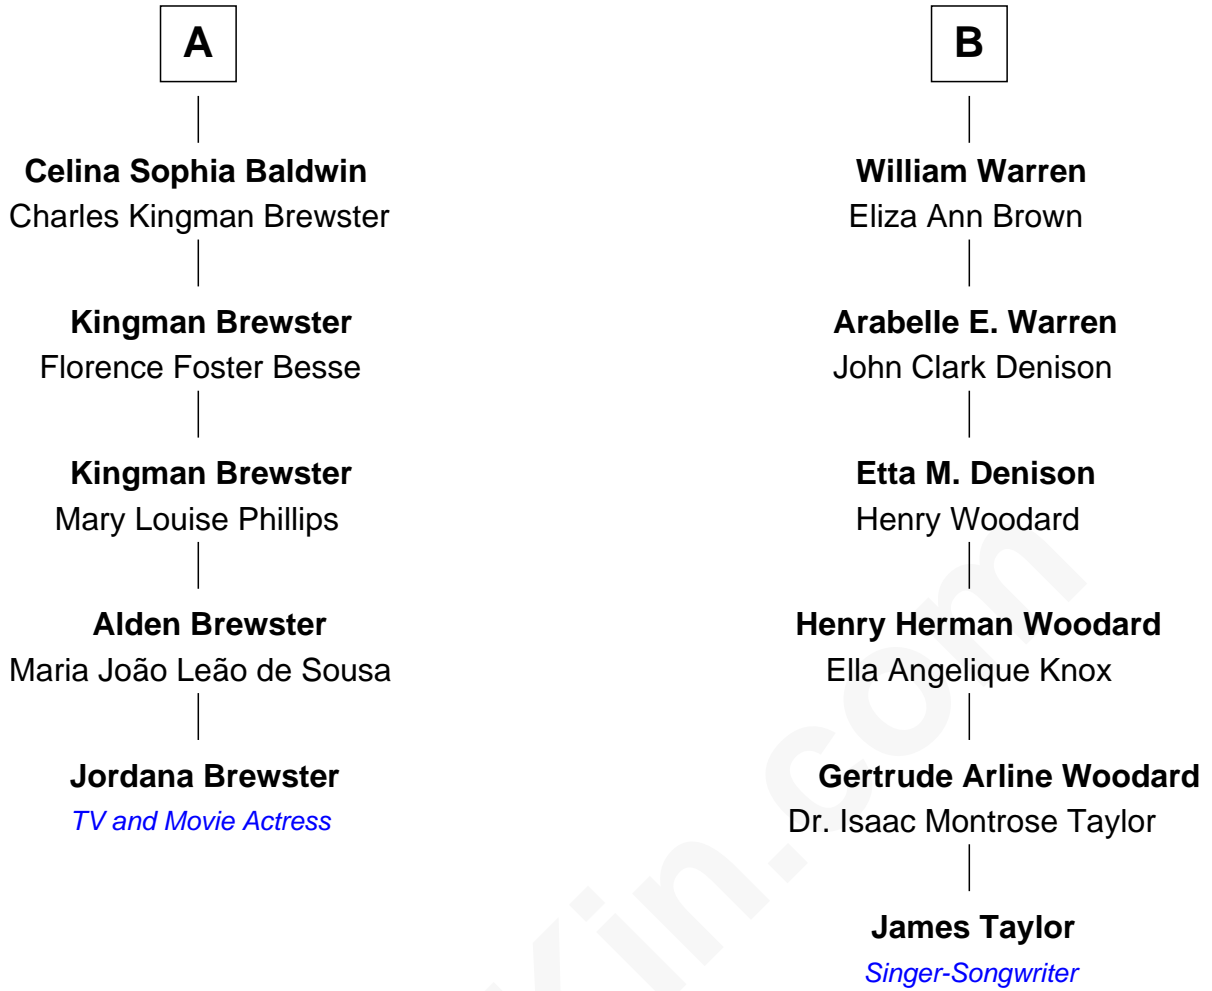 A
Celina Sophia Baldwin
Charles Kingman Brewster
Kingman Brewster
Florence Foster Besse
Kingman Brewster
Mary Louise Phillips
Alden Brewster
Maria João Leão de Sousa
Jordana Brewster
TV and Movie Actress
B
William Warren
Eliza Ann Brown
Arabelle E. Warren
John Clark Denison
Etta M. Denison
Henry Woodard
Henry Herman Woodard
Ella Angelique Knox
Gertrude Arline Woodard
Dr. Isaac Montrose Taylor
James Taylor
Singer-Songwriter
Kin.com